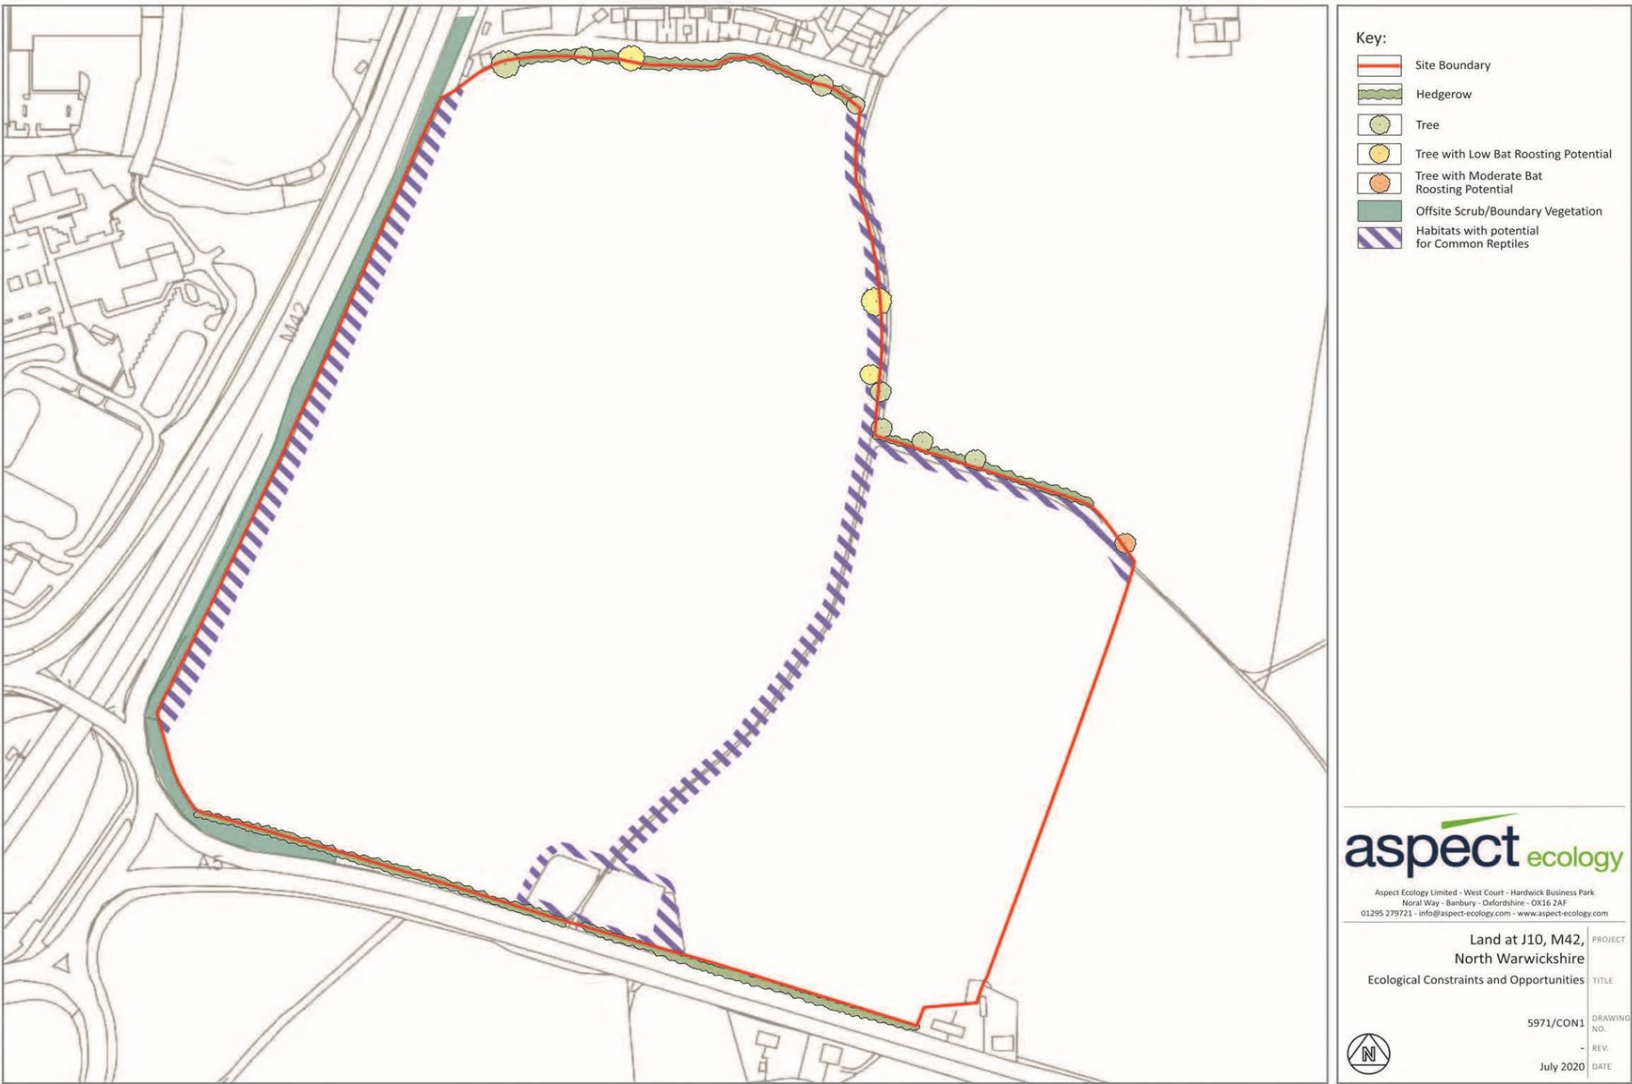 M42
A5
Key:
Site Boundary
Hedgerow
Tree
Tree with Low Bat Roosting Potential
Tree with Moderate Bat
Roosting Potential
Offsite Scrub/Boundary Vegetation
Habitats with potential
for Common Reptiles
aspect ecology
Aspect Ecology Limited - West Court - Hardwick Business Park
Noral Way - Banbury - Oxfordshire - OX16 2AF
01295 279721 - info@aspect-ecology.com - www.aspect-ecology.com
Land at J10, M42, PROJECT
North Warwickshire
Ecological Constraints and Opportunities TITLE
5971/CON1 DRAWING
NO.
- REV.
N
July 2020 DATE